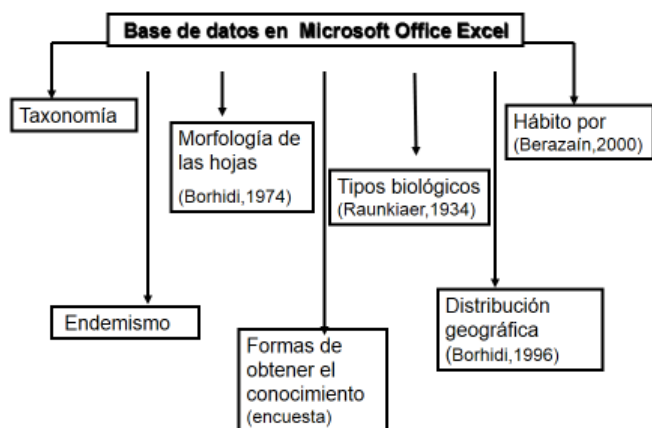 Base de datos en Microsoft Office Excel
Taxonomía
Morfología de
las hojas
(Borhidi,1974)
Tipos biológicos
(Raunkiaer,1934)
Hábito por
(Berazaín,2000)
Endemismo
Formas de
obtener el
conocimiento
(encuesta)
Distribución
geográfica
(Borhidi,1996)